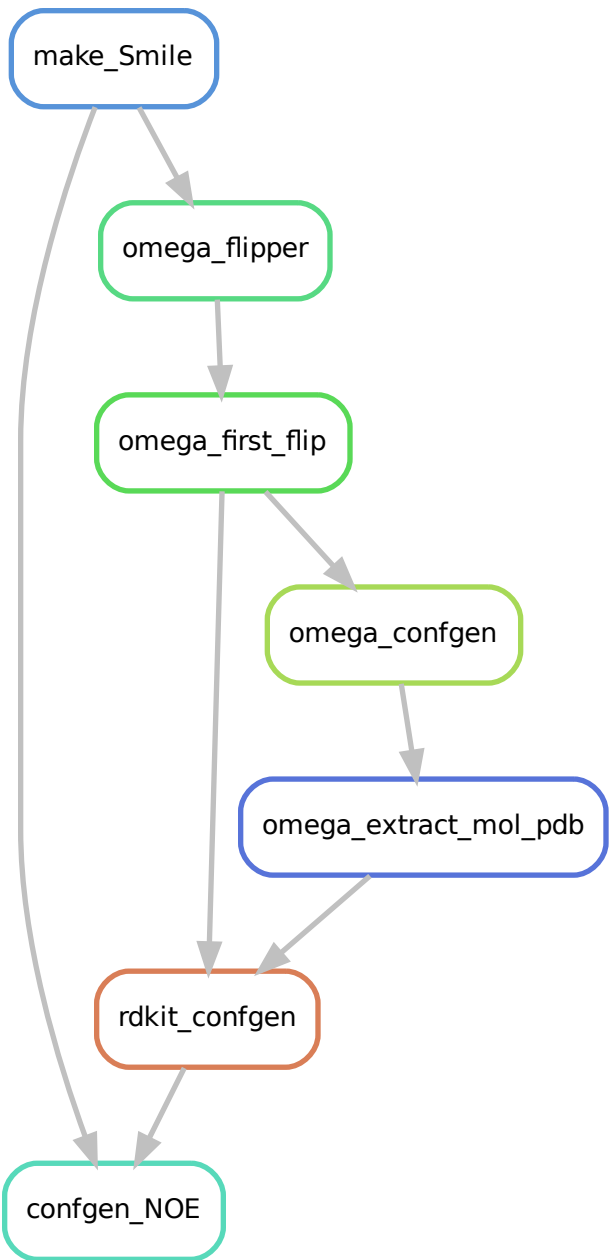 make_Smile
omega_flipper
omega_first_flip
omega_confgen
omega_extract_mol_pdb
rdkit_confgen
confgen_NOE